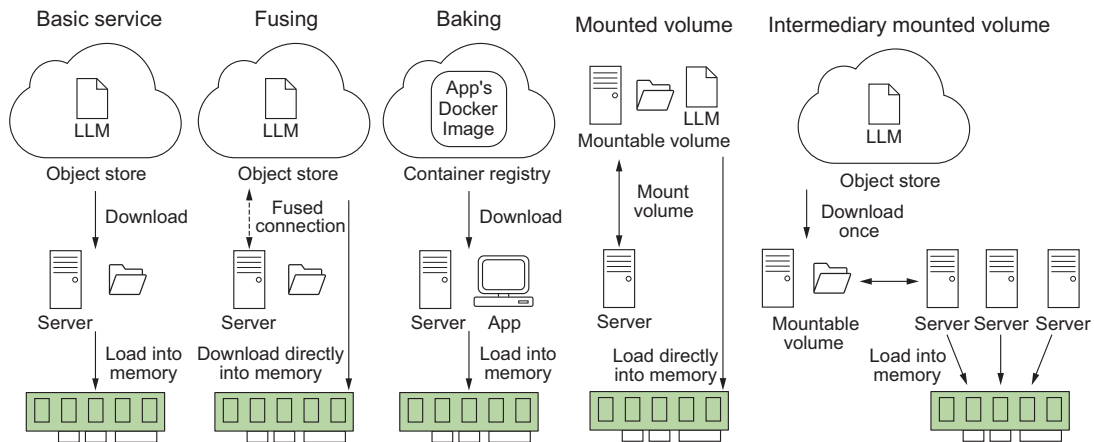 Basic service
LLM
Object store
Download
Server
Load into
memory
Fusing
LLM
Object store
Fused
connection
Server
Download directly
into memory
Baking
App's
Docker
Image
Container registry
Download
Server
App
Load into
memory
Mounted volume
LLM
Mountable volume
Mount
volume
Server
Load directly
into memory
Intermediary mounted volume
LLM
Object store
Download
once
Mountable
volume
Server Server Server
Load into
memory